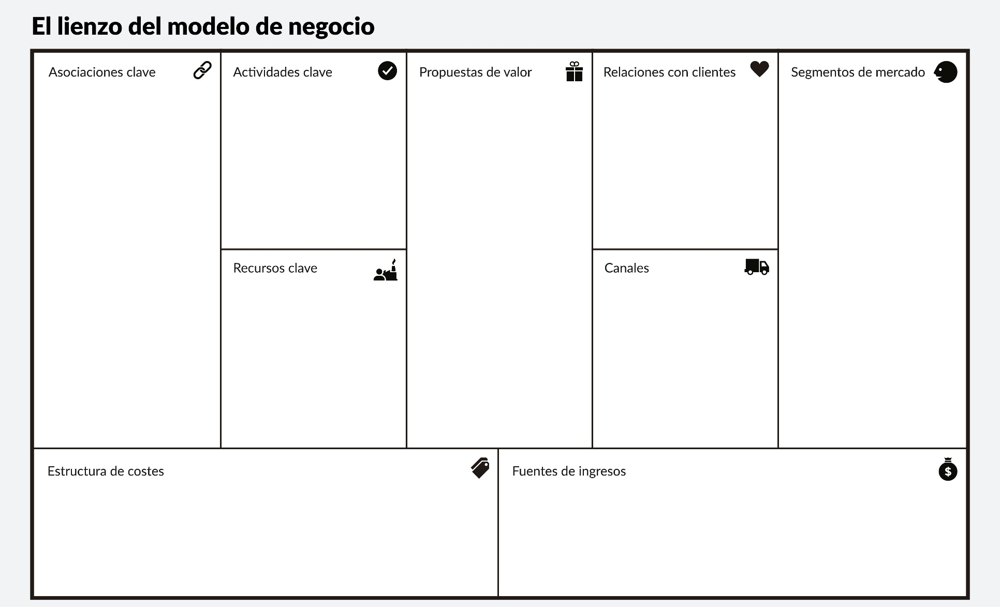 El lienzo del modelo de negocio
Asociaciones clave
Actividades clave
Propuestas de valor
Relaciones con clientes
Segmentos de mercado
Recursos clave
Canales
Estructura de costes
Fuentes de ingresos
$